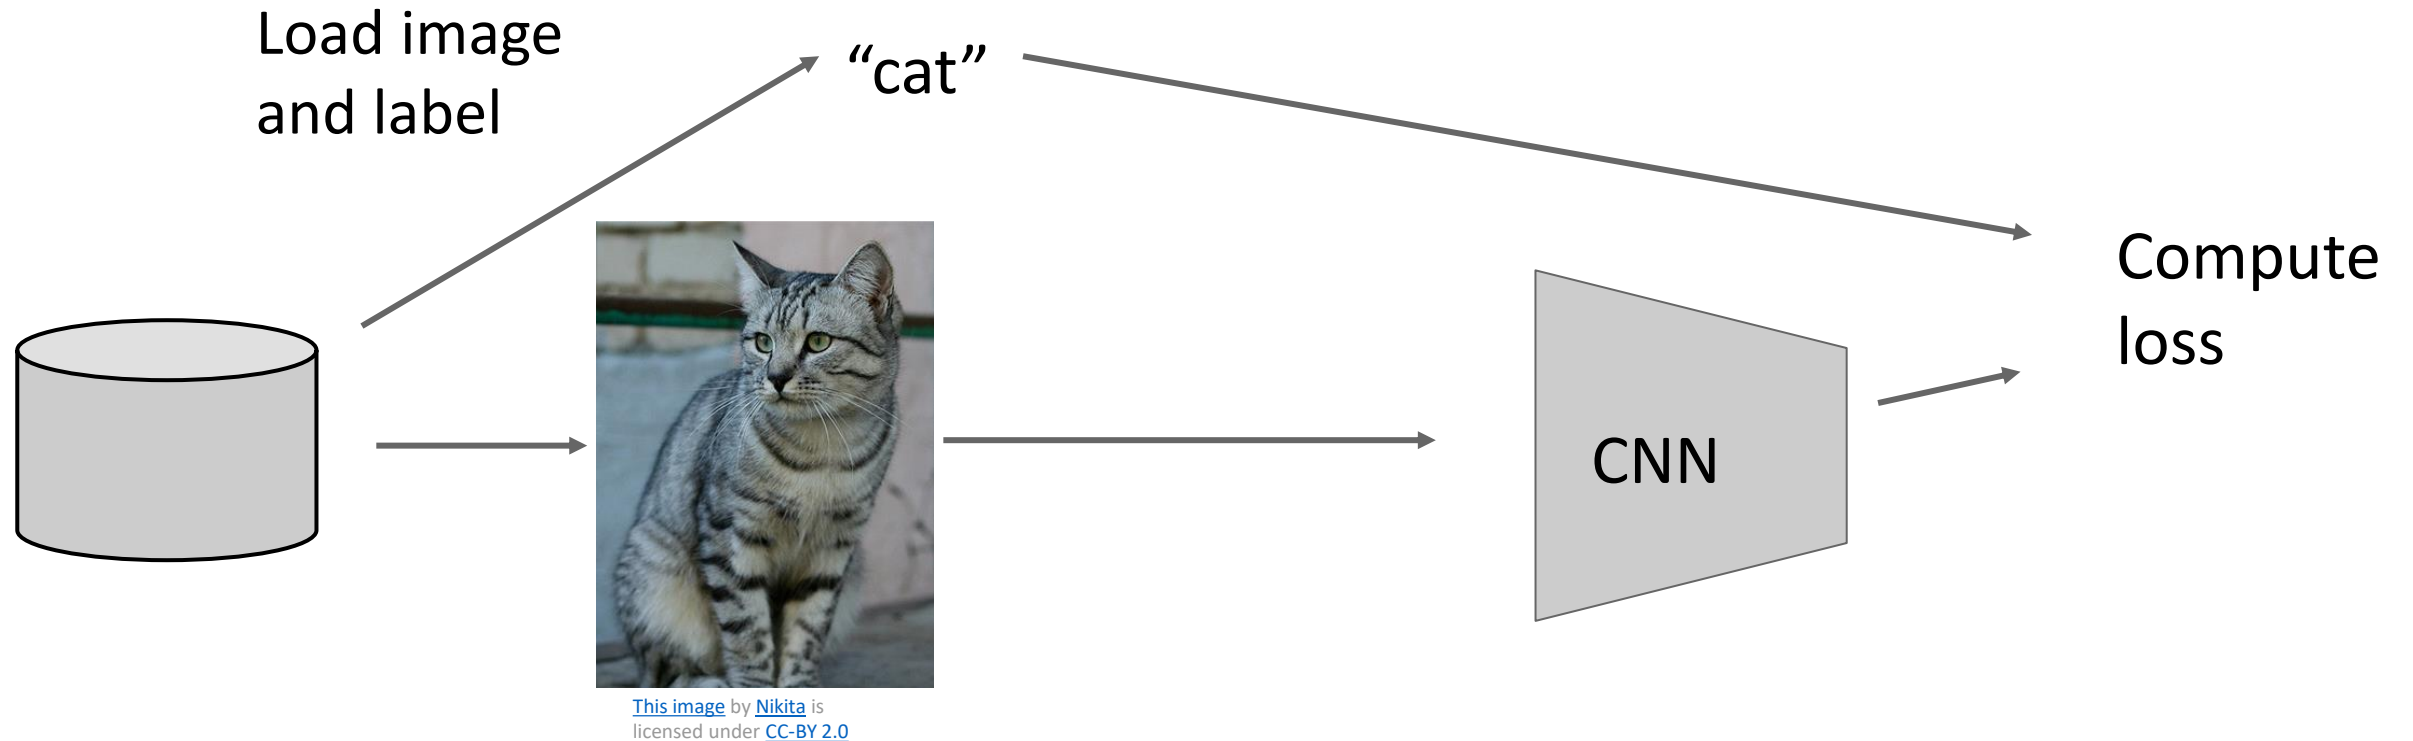 Load image
and label
“cat”
Compute
loss
CNN
This image by Nikita is
licensed under CC-BY 2.0